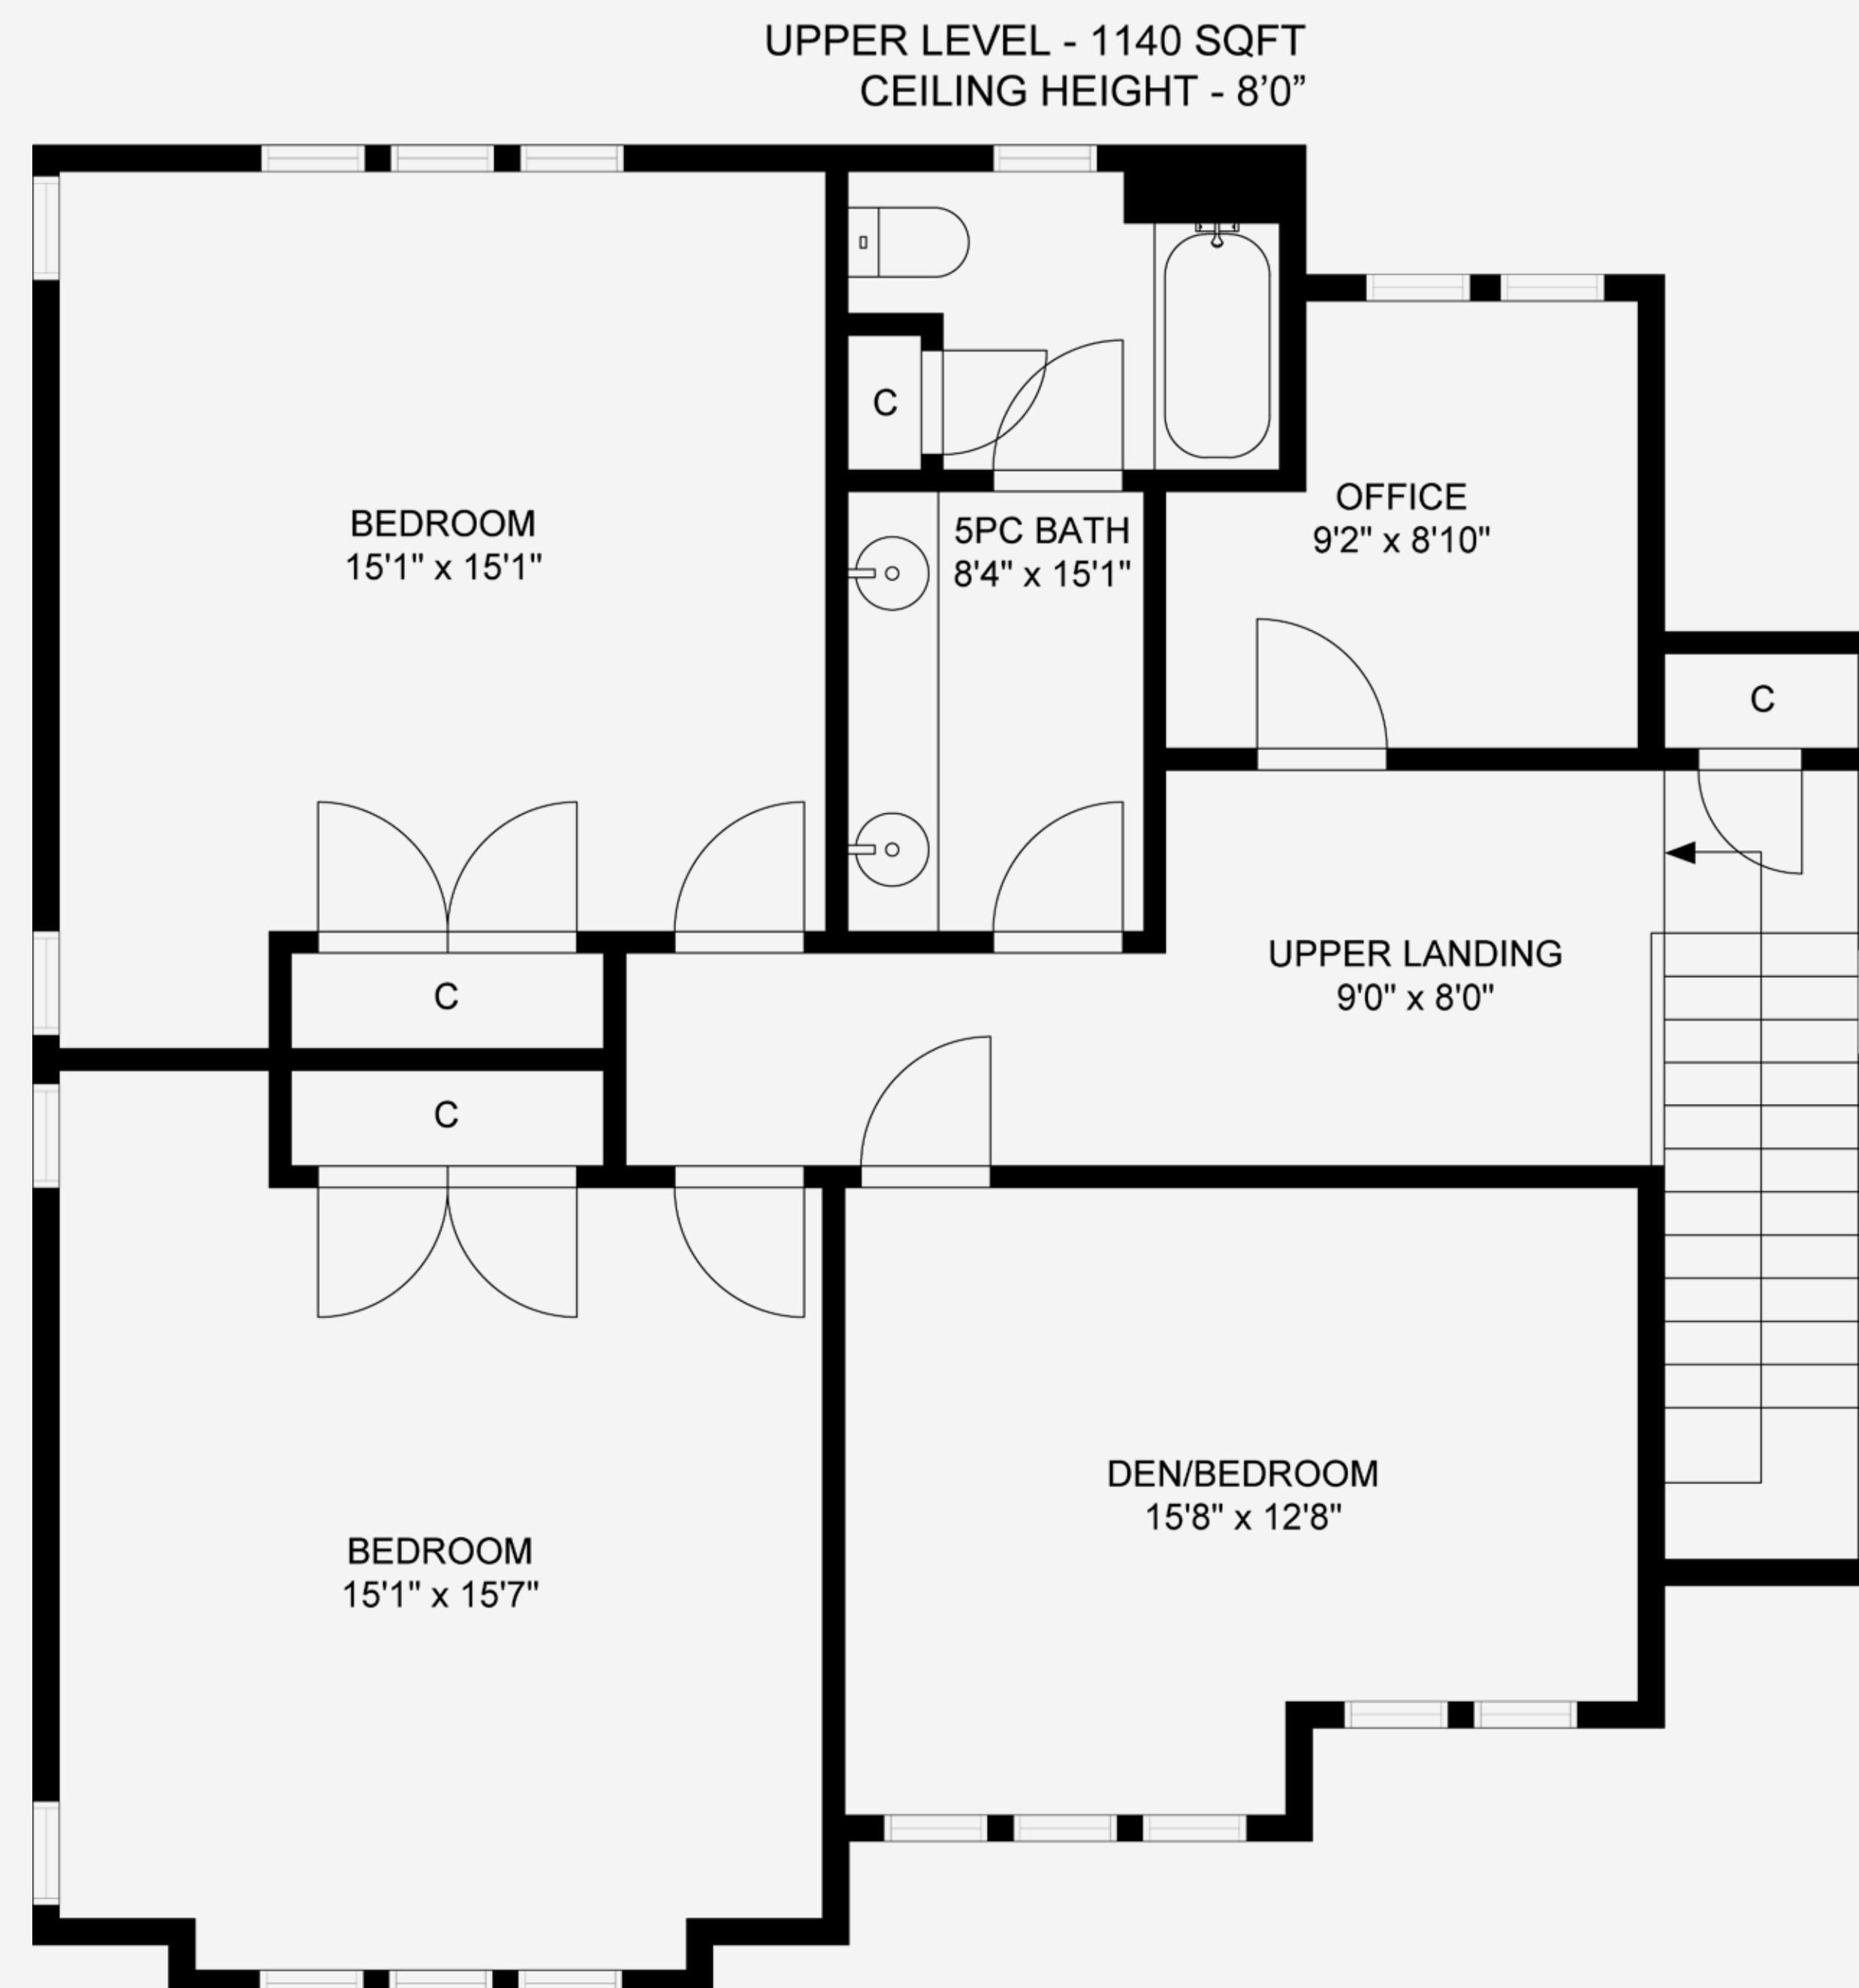 UPPER LEVEL - 1140 SQFT
CEILING HEIGHT - 8’0”
C
BEDROOM
15'1" x 15'1"
5PC BATH
8'4" x 15'1"
OFFICE
9'2" x 8'10"
C
UPPER LANDING
9'0" x 8'0"
C
C
DEN/BEDROOM
15'8" x 12'8"
BEDROOM
15'1" x 15'7"